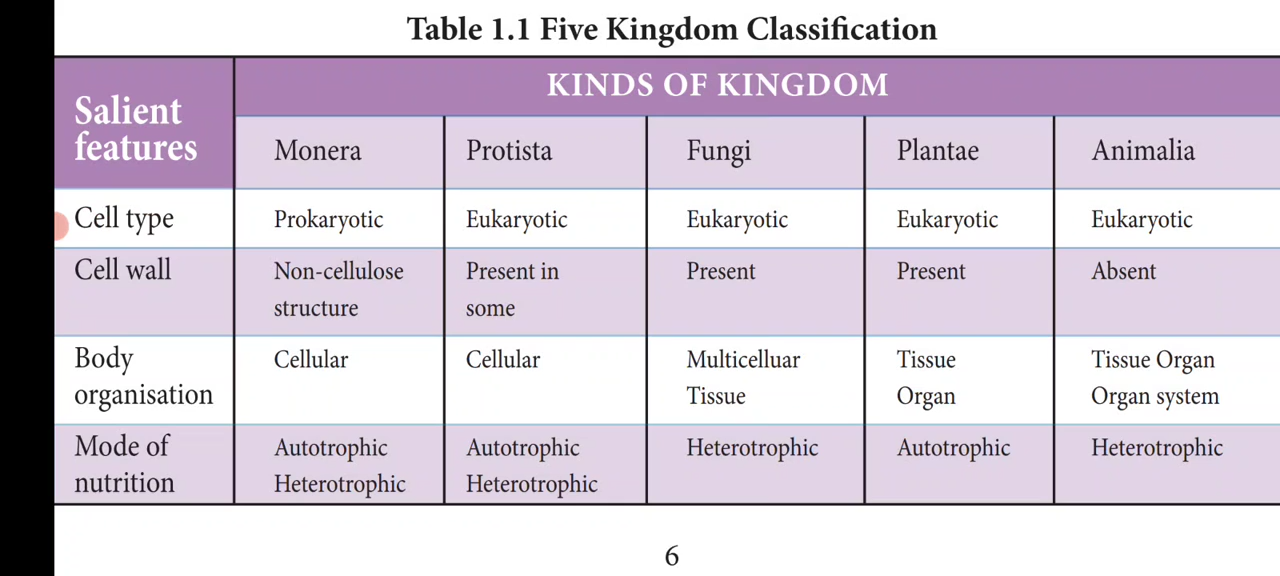 Table 1.1 Five Kingdom Classification
Salient features
KINDS OF KINGDOM
Monera Protista Fungi Plantae Animalia
Cell type Prokaryotic Eukaryotic Eukaryotic Eukaryotic Eukaryotic
Cell wall Non-cellulose Present in Present Present Absent
structure some
Body Cellular Cellular Multicelluar Tissue Tissue Organ
organisation Tissue Organ Organ system
Mode of Autotrophic Autotrophic Heterotrophic Autotrophic Heterotrophic
nutrition Heterotrophic Heterotrophic
6